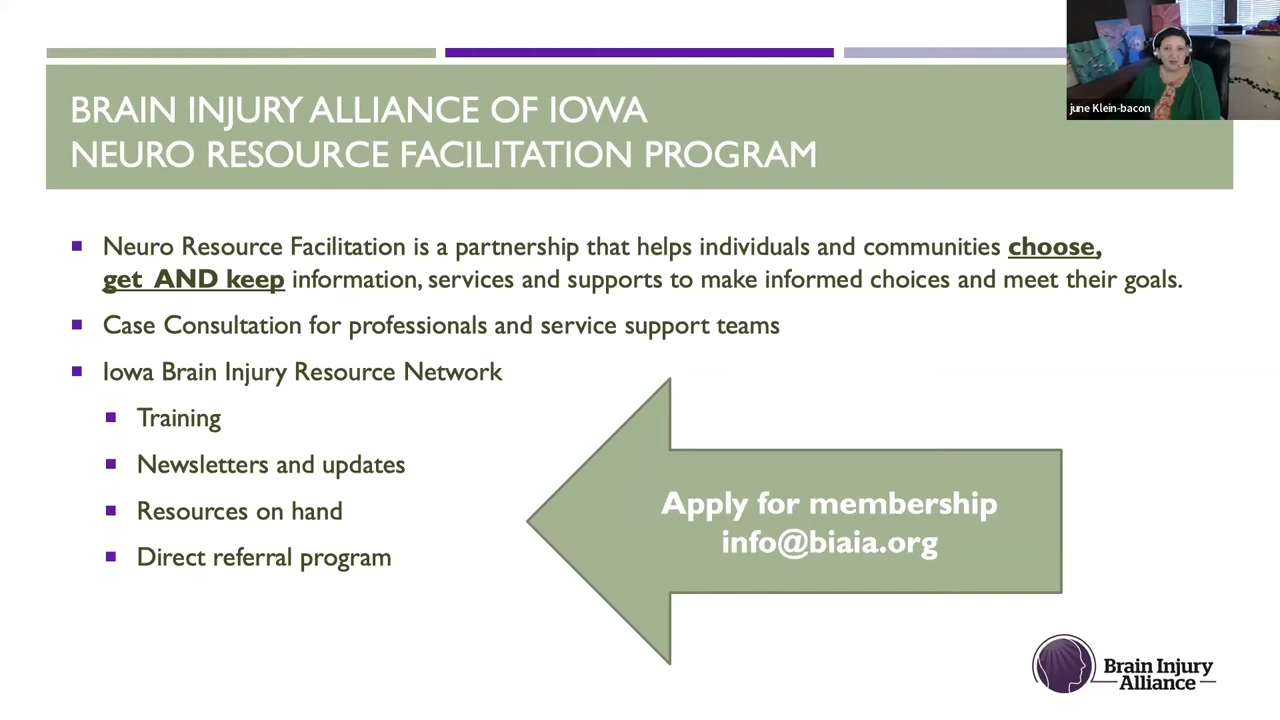 BRAIN INJURY ALLIANCE OF IOWA
NEURO RESOURCE FACILITATION PROGRAM
june Klein-bacon
Neuro Resource Facilitation is a partnership that helps individuals and communities choose,
get AND keep information, services and supports to make informed choices and meet their goals.
Case Consultation for professionals and service support teams
Iowa Brain Injury Resource Network
Training
Newsletters and updates
Resources on hand
Direct referral program
Apply for membership
info@biaia.org
Brain Injury
Alliance